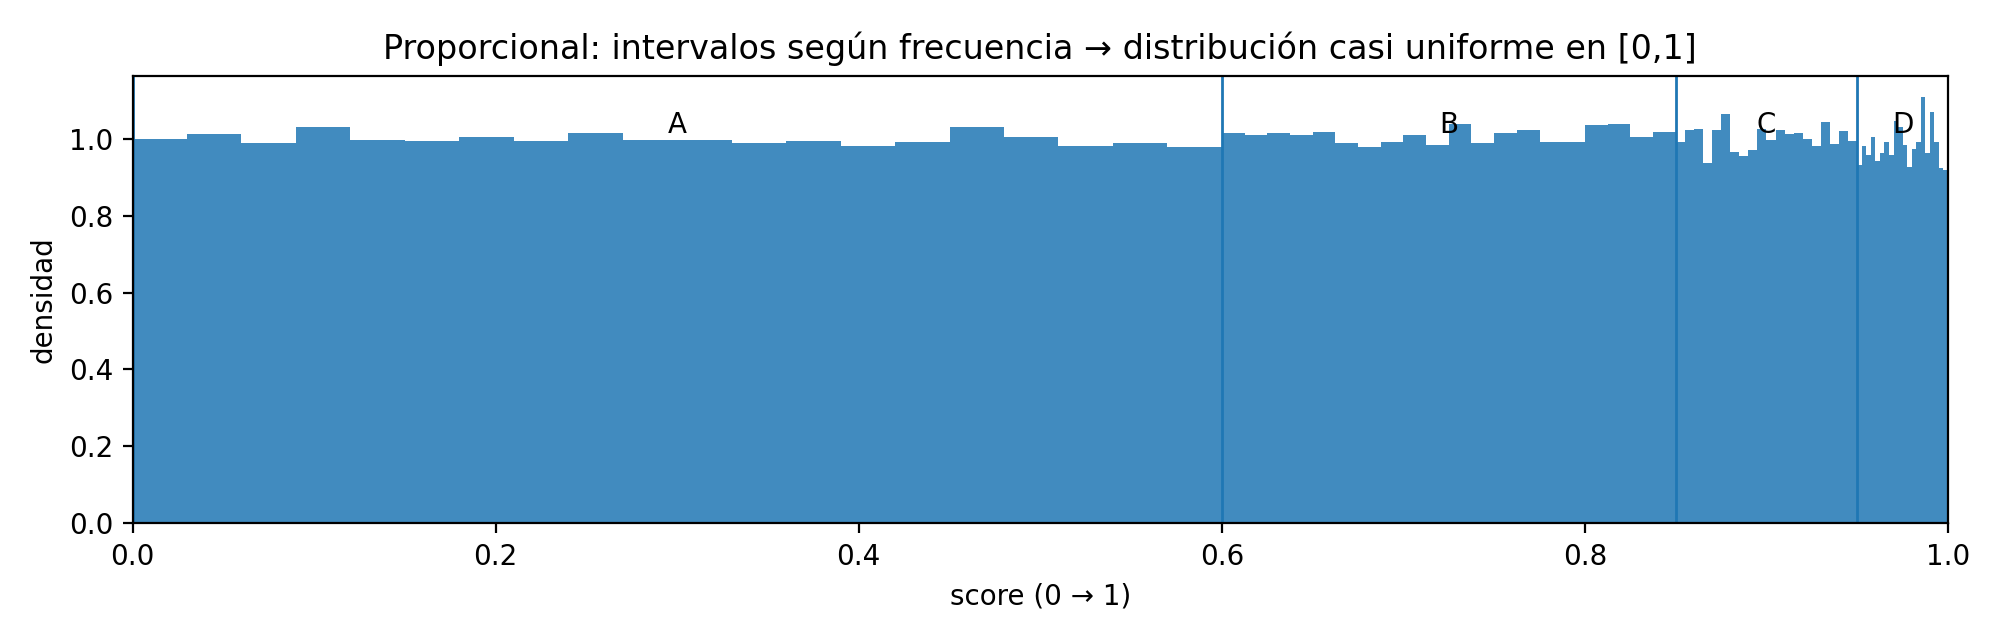 Proporcional: intervalos según frecuencia → distribución casi uniforme en [0,1]
A
B
C
D
1.0
0.8
0.6
0.4
0.2
0.0
densidad
0.0 0.2 0.4 0.6 0.8 1.0
score (0 → 1)